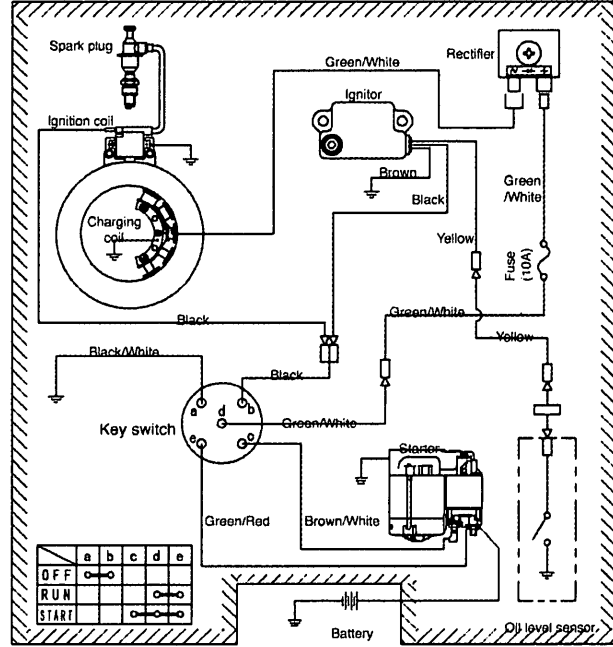 Spark plug
Green/White
Rectifier
Ignitor
Ignition coil
Brown
Black
Green
/White
Charging
coil
Yellow
Fuse
(10A)
Green/White
Black
Yellow
Black/White
Black
a
b
d
Green/White
Key switch
e
c
Starter
Green/Red
Brown/White
a b c d e
OFF
RUN
START
Battery
Oil level sensor